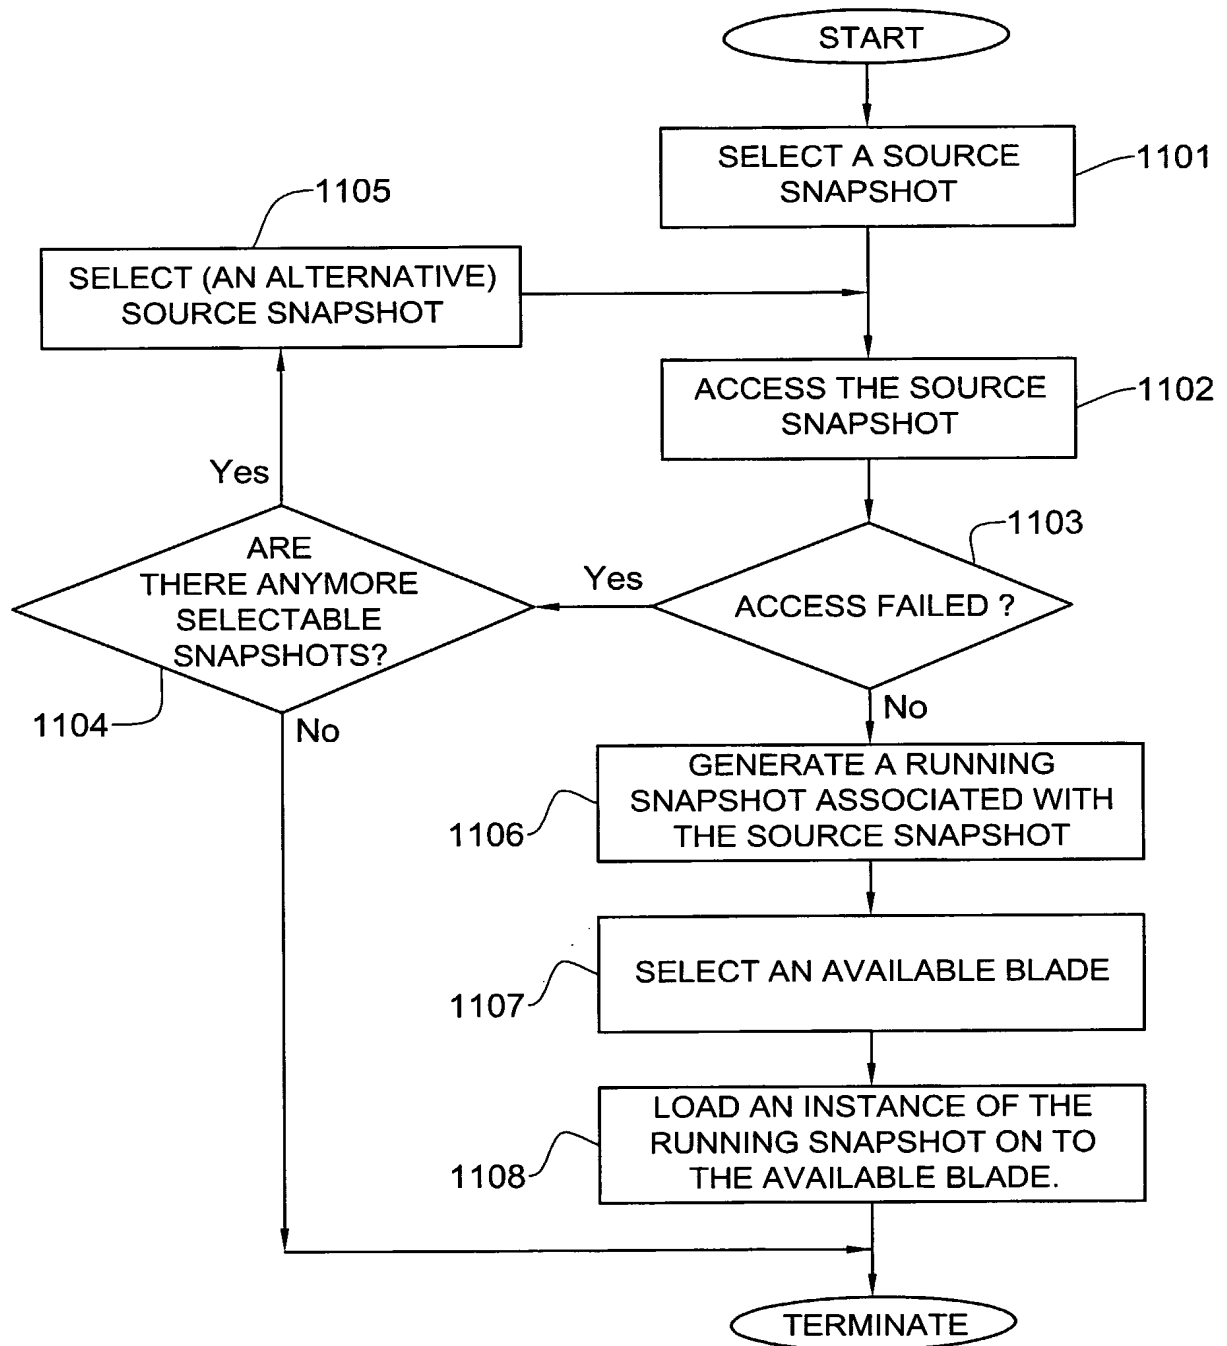 START
SELECT A SOURCE
SNAPSHOT
1101
1105
SELECT (AN ALTERNATIVE)
SOURCE SNAPSHOT
ACCESS THE SOURCE
SNAPSHOT
1102
Yes
ARE
THERE ANYMORE
SELECTABLE
SNAPSHOTS?
1104
No
Yes
1103
ACCESS FAILED ?
No
GENERATE A RUNNING
SNAPSHOT ASSOCIATED WITH
THE SOURCE SNAPSHOT
1106
SELECT AN AVAILABLE BLADE
1107
LOAD AN INSTANCE OF THE
RUNNING SNAPSHOT ON TO
THE AVAILABLE BLADE.
1108
TERMINATE